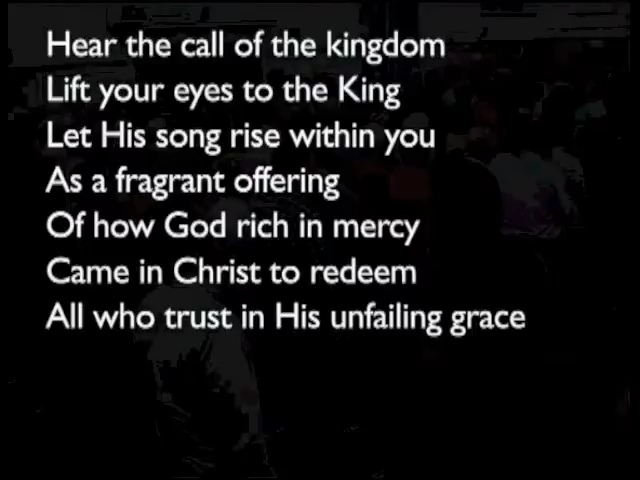 Hear the call of the kingdom
Lift your eyes to the King
Let His song rise within you
As a fragrant offering
Of how God rich in mercy
Came in Christ to redeem
All who trust in His unfailing grace